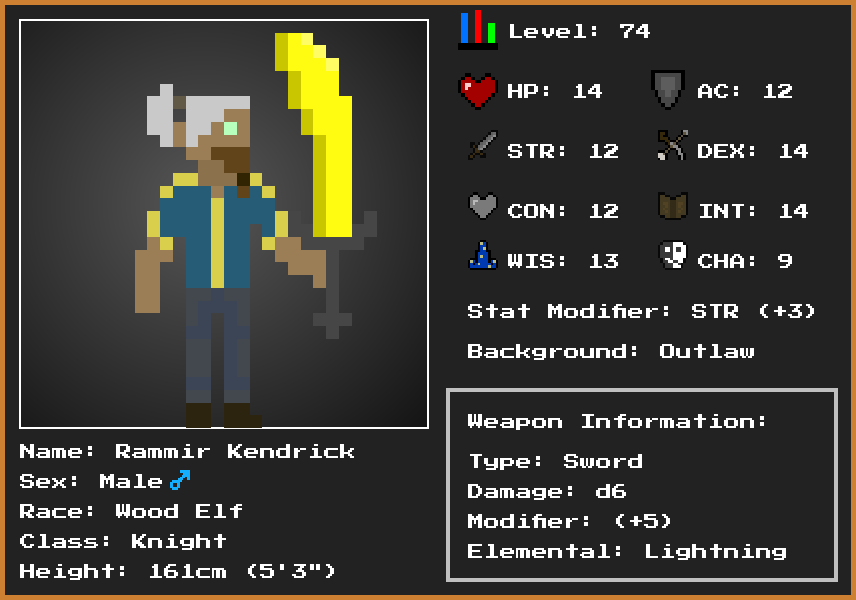 Level: 74
HP: 14
AC: 12
STR: 12
DEX: 14
CON: 12
INT: 14
WIS: 13
CHA: 9
Stat Modifier: STR (+3)
Background: Outlaw
Name: Rammir Kendrick
Sex: Male ♂
Race: Wood Elf
Class: Knight
Height: 161cm (5'3")
Weapon Information:
Type: Sword
Damage: d6
Modifier: (+5)
Elemental: Lightning